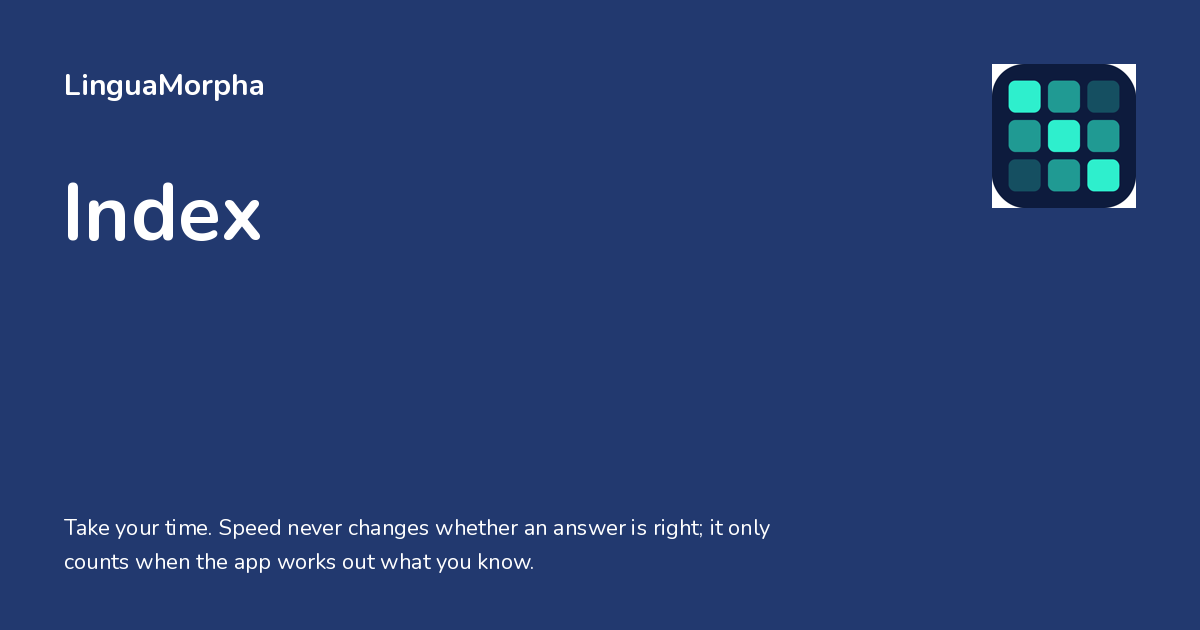 LinguaMorpha
Index
Take your time. Speed never changes whether an answer is right; it only
counts when the app works out what you know.